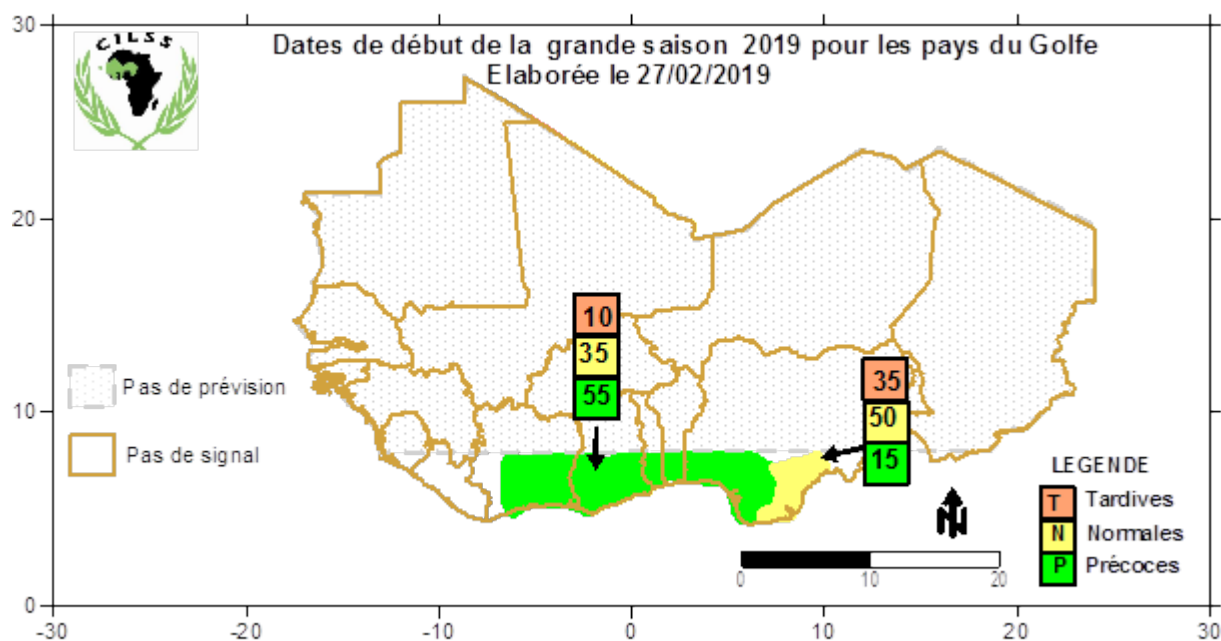 CILSS
Dates de début de la grande saison 2019 pour les pays du Golfe
Elaborée le 27/02/2019
30
20
10
0
-30
-20
-10
0
10
20
30
Pas de prévision
Pas de signal
10
35
55
35
50
15
LEGENDE
T Tardives
N Normales
P Précoces
N
0
10
20